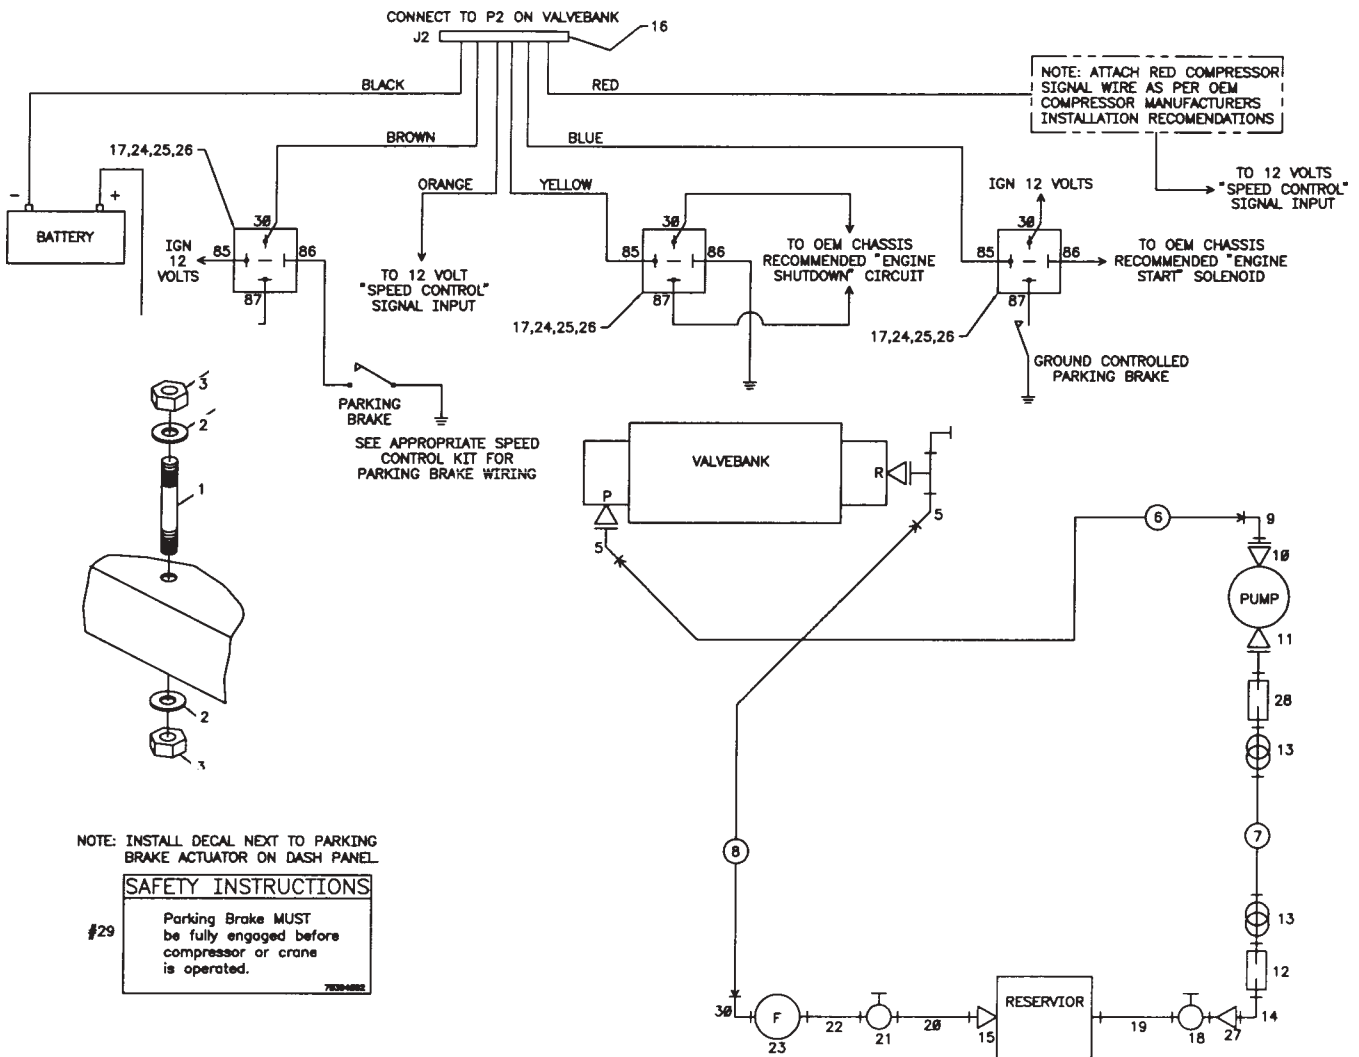 CONNECT TO P2 ON VALVEBANK
J2
16
BLACK
RED
NOTE: ATTACH RED COMPRESSOR
SIGNAL WIRE AS PER OEM
COMPRESSOR MANUFACTURERS
INSTALLATION RECOMENDATIONS
BROWN
BLUE
17,24,25,26
ORANGE
YELLOW
IGN 12 VOLTS
TO 12 VOLTS
"SPEED CONTROL"
SIGNAL INPUT
- +
BATTERY
IGN
12
VOLTS
85
30
86
87
TO 12 VOLT
"SPEED CONTROL"
SIGNAL INPUT
85
30
86
87
17,24,25,26
TO OEM CHASSIS
RECOMMENDED "ENGINE
SHUTDOWN" CIRCUIT
85
30
86
87
17,24,25,26
TO OEM CHASSIS
RECOMMENDED "ENGINE
START" SOLENOID
GROUND CONTROLLED
PARKING BRAKE
PARKING
BRAKE
SEE APPROPRIATE SPEED
CONTROL KIT FOR
PARKING BRAKE WIRING
3
2
1
2
3
VALVEBANK
P
R
5
5
6
9
10
PUMP
11
28
13
7
13
12
14
8
30
F
23
22
21
20
15
RESERVIOR
19
18
27
NOTE: INSTALL DECAL NEXT TO PARKING
BRAKE ACTUATOR ON DASH PANEL
SAFETY INSTRUCTIONS
#29
Parking Brake MUST
be fully engaged before
compressor or crane
is operated.